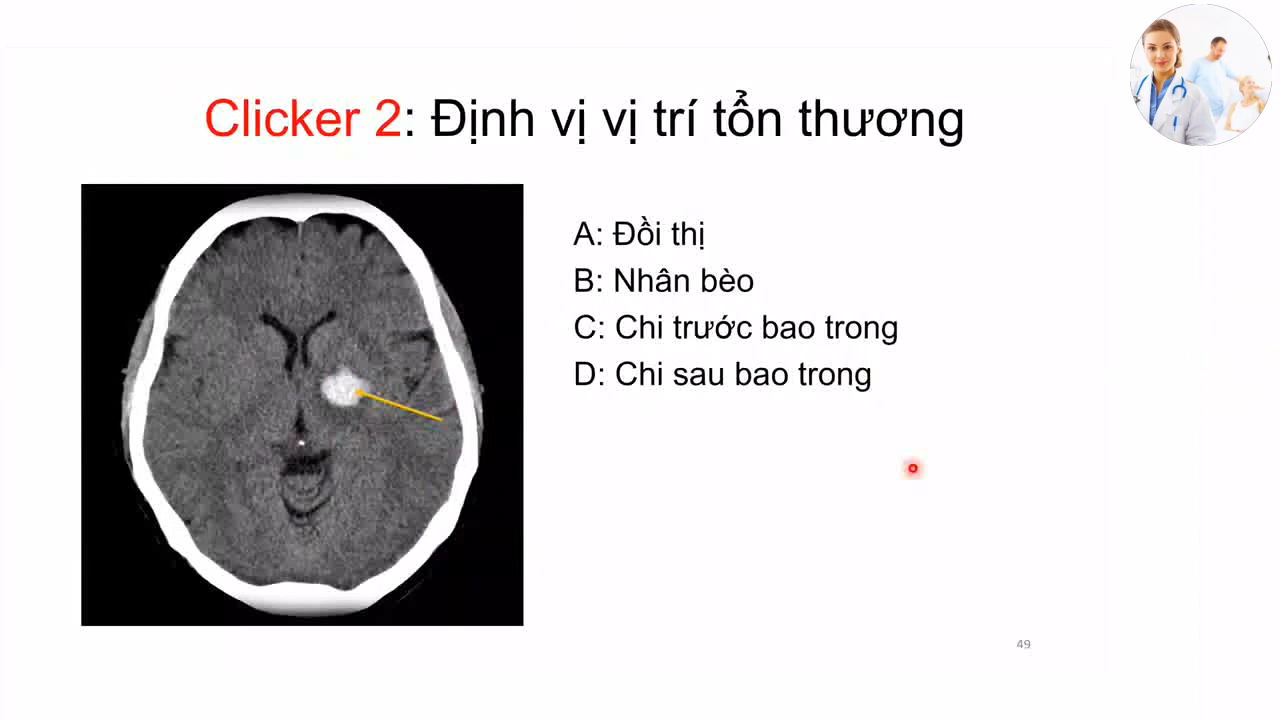 Clicker 2: Định vị vị trí tổn thương
A: Đồi thị
B: Nhân bèo
C: Chi trước bao trong
D: Chi sau bao trong
49